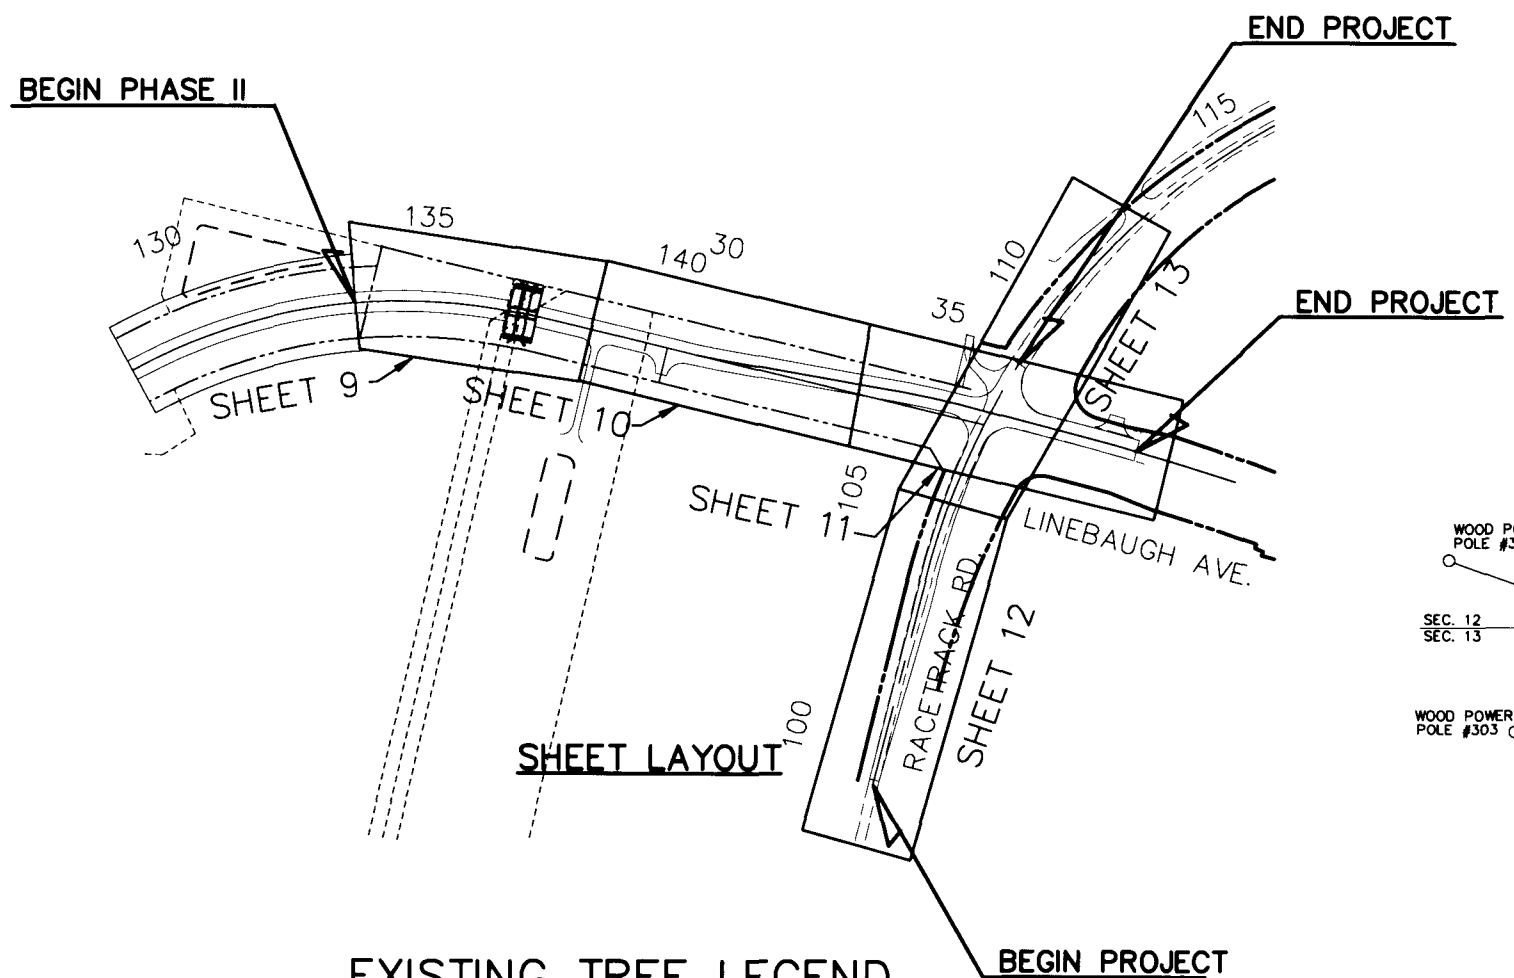 END PROJECT
BEGIN PHASE II
115
130
135
140
30
110
35
SHEET 13
END PROJECT
SHEET 9
SHEET 10
SHEET 11
105
LINEBAUGH AVE.
RACETRACK RD.
SHEET 12
100
SHEET LAYOUT
WOOD
POLE
SEC. 12
SEC. 13
WOOD POWER
POLE #303
EXISTING TREE LEGEND
BEGIN PROJECT